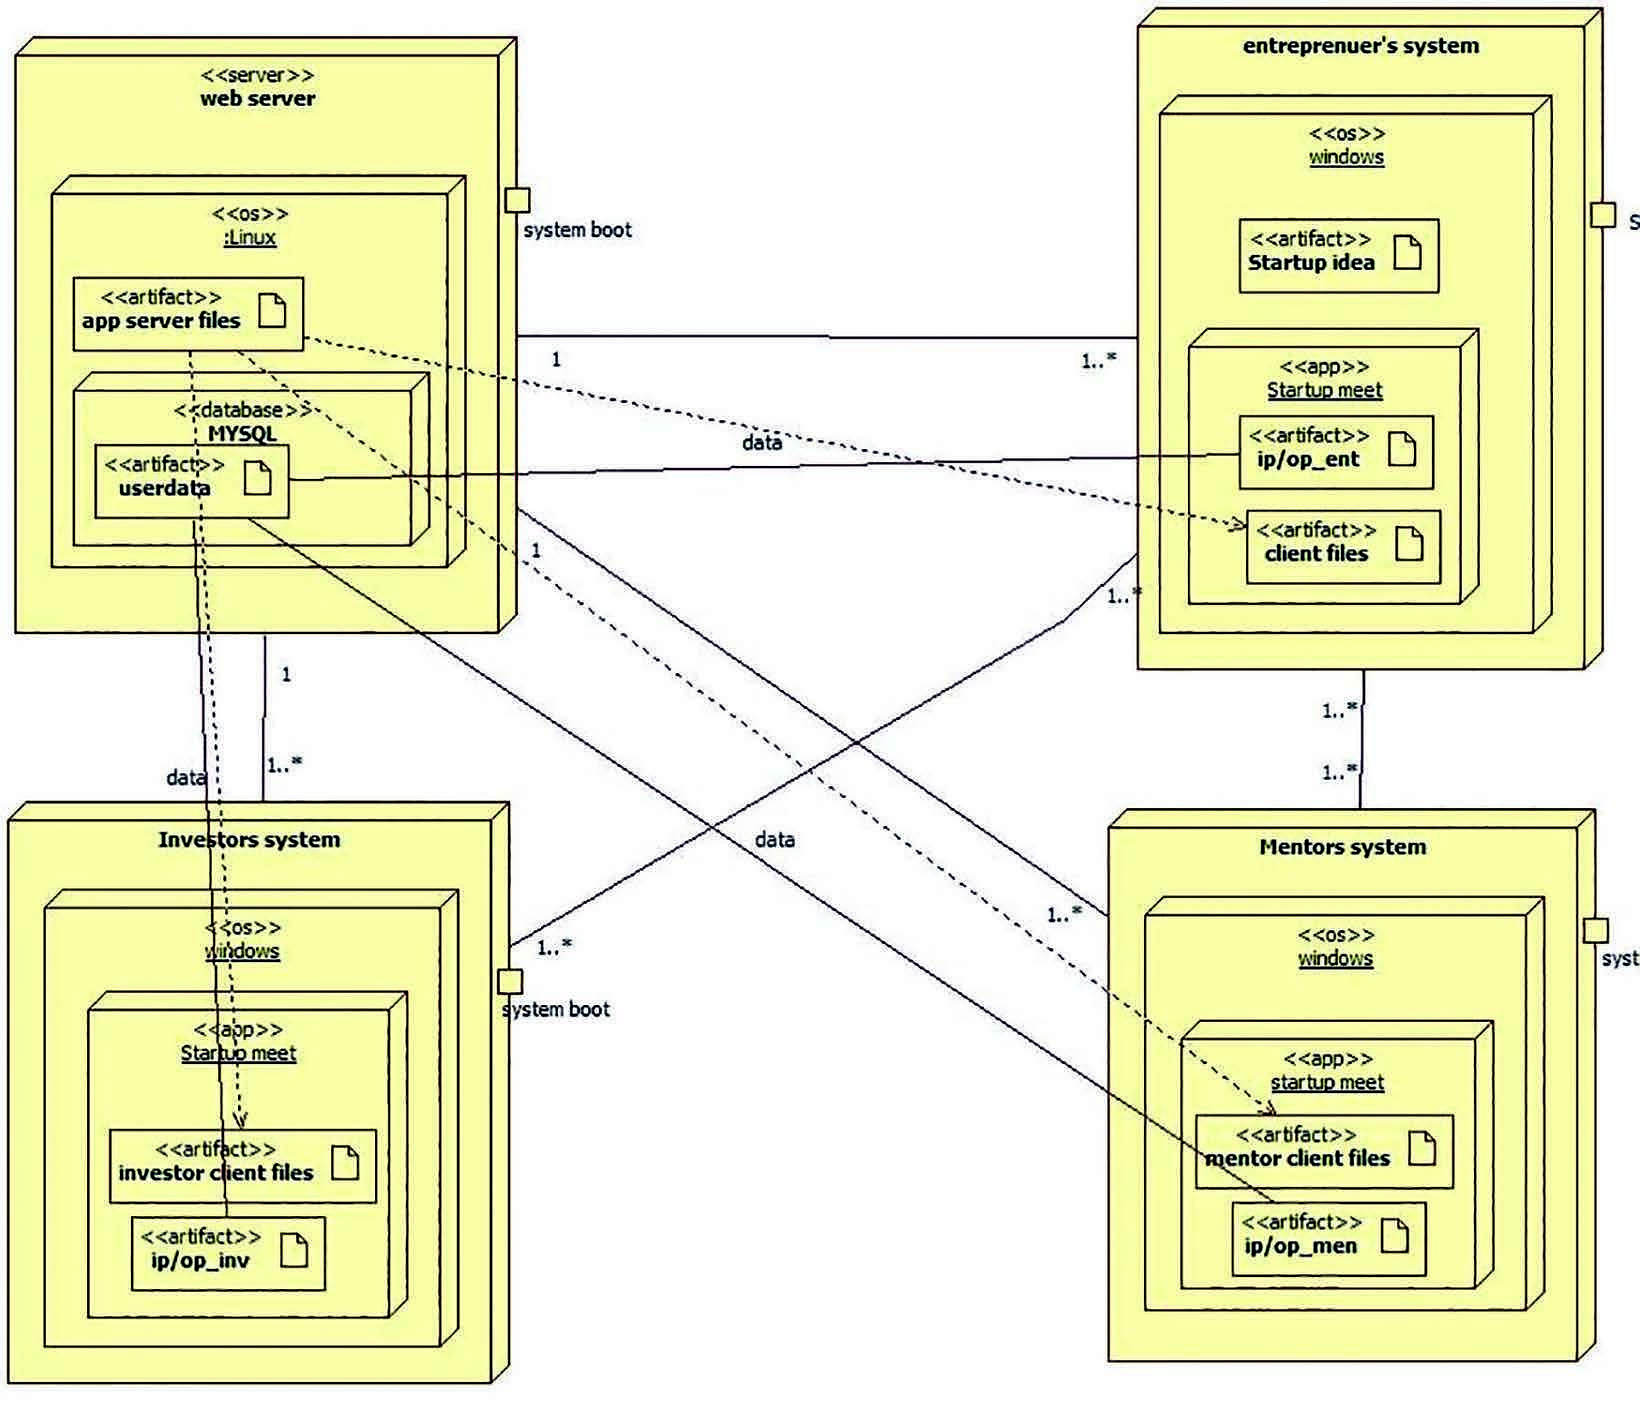 <<server>>
web server
<<os>>
:Linux
<<artifact>>
app server files
<<database>>
MYSQL
<<artifact>>
userdata
system boot
entreprenuer's system
<<os>>
windows
<<artifact>>
Startup idea
<<app>>
Startup meet
<<artifact>>
ip/op_ent
<<artifact>>
client files
S
1
1..*
data
1
1..*
1
1..*
data
1..*
1..*
data
1..*
1..*
Investors system
<<os>>
windows
<<app>>
Startup meet
<<artifact>>
investor client files
<<artifact>>
ip/op_inv
system boot
Mentors system
<<os>>
windows
<<app>>
startup meet
<<artifact>>
mentor client files
<<artifact>>
ip/op_men
syst